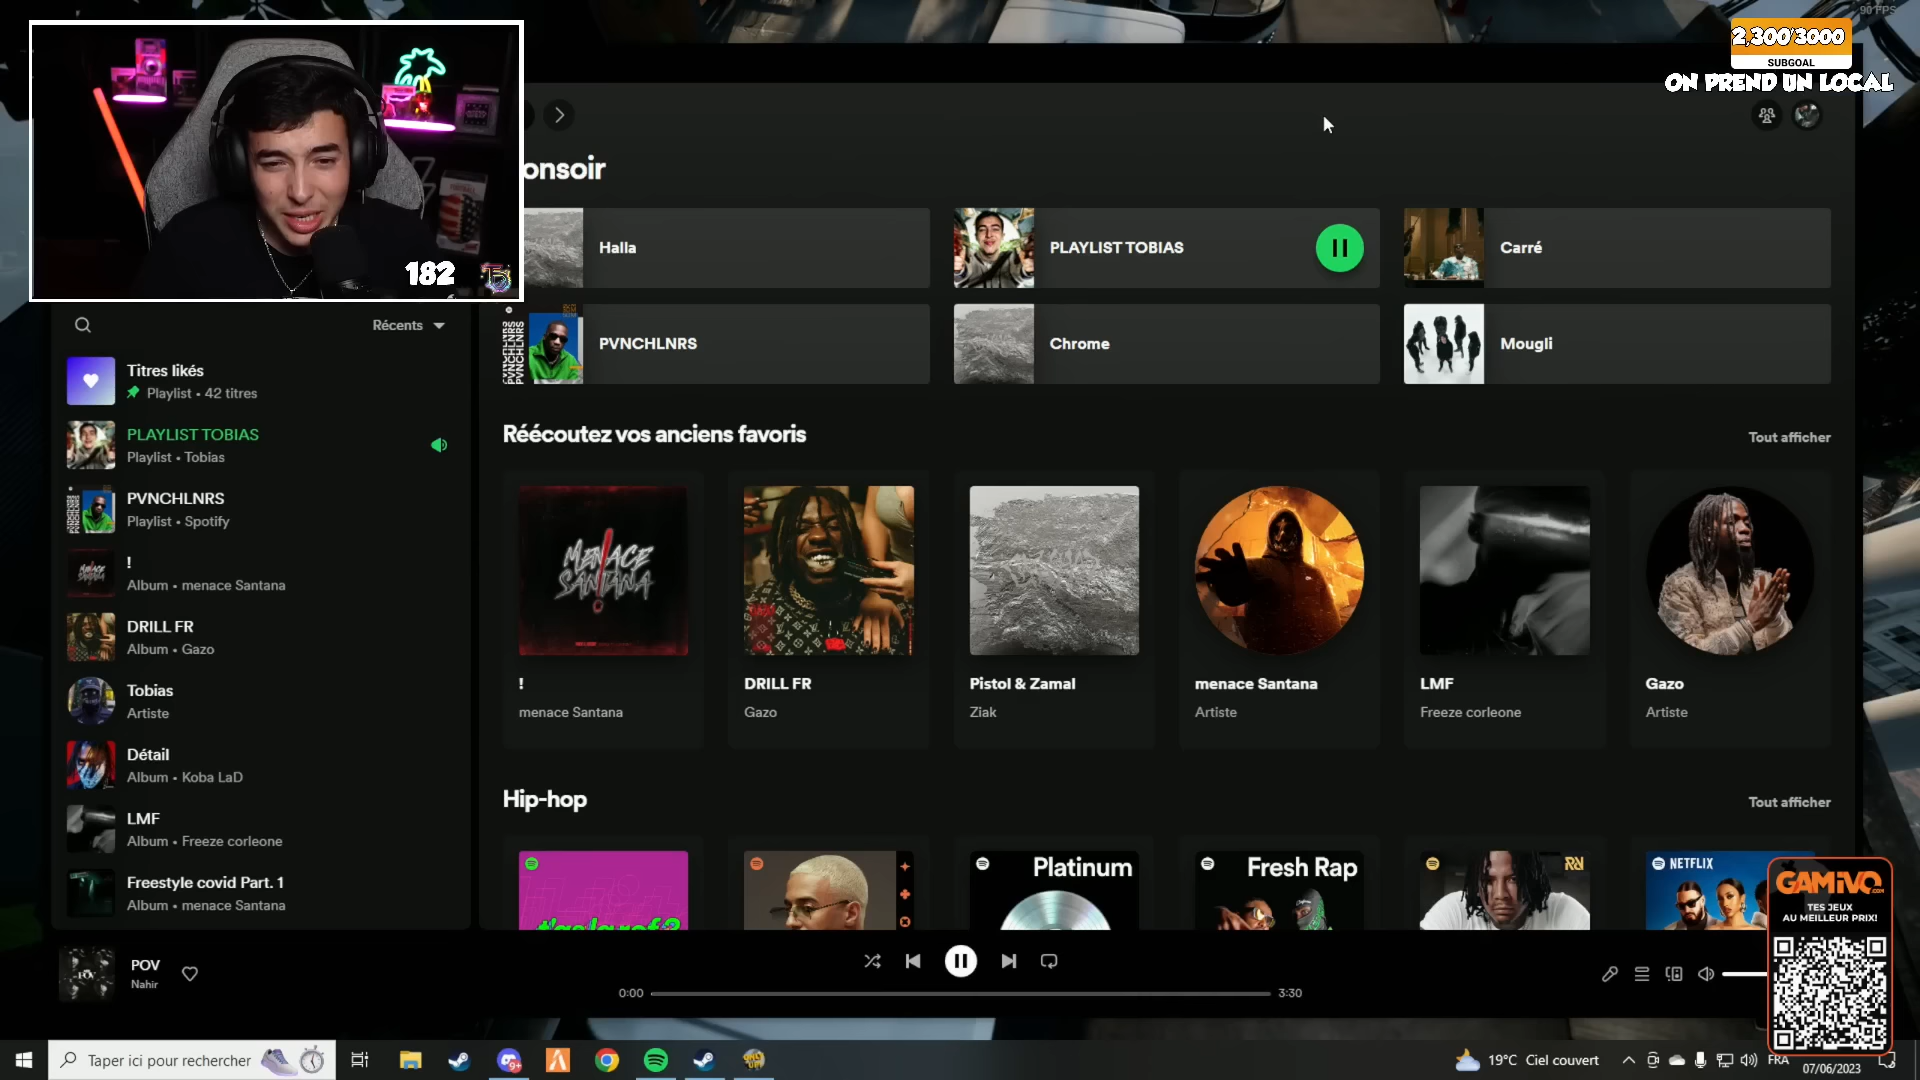 90 FPS
2,300/3000
SUBGOAL
ON PREND UN LOCAL
182
onsoir
Halla
PLAYLIST TOBIAS
Carré
PVNCHLNRS
Chrome
Mougli
Récents
Titres likés
Playlist • 42 titres
PLAYLIST TOBIAS
Playlist • Tobias
PVNCHLNRS
Playlist • Spotify
!
Album • menace Santana
DRILL FR
Album • Gazo
Tobias
Artiste
Détail
Album • Koba LaD
LMF
Album • Freeze corleone
Freestyle covid Part. 1
Album • menace Santana
Réécoutez vos anciens favoris
Tout afficher
MENACE
SANTANA
!
menace Santana
DRILL FR
Gazo
Pistol & Zamal
Ziak
menace Santana
Artiste
LMF
Freeze corleone
Gazo
Artiste
Hip-hop
Tout afficher
Platinum
Fresh Rap
NETFLIX
GAMIVO.COM
TES JEUX
AU MEILLEUR PRIX!
POV
Nahir
0:00
3:30
Taper ici pour rechercher
19°C Ciel couvert
FRA
07/06/2023